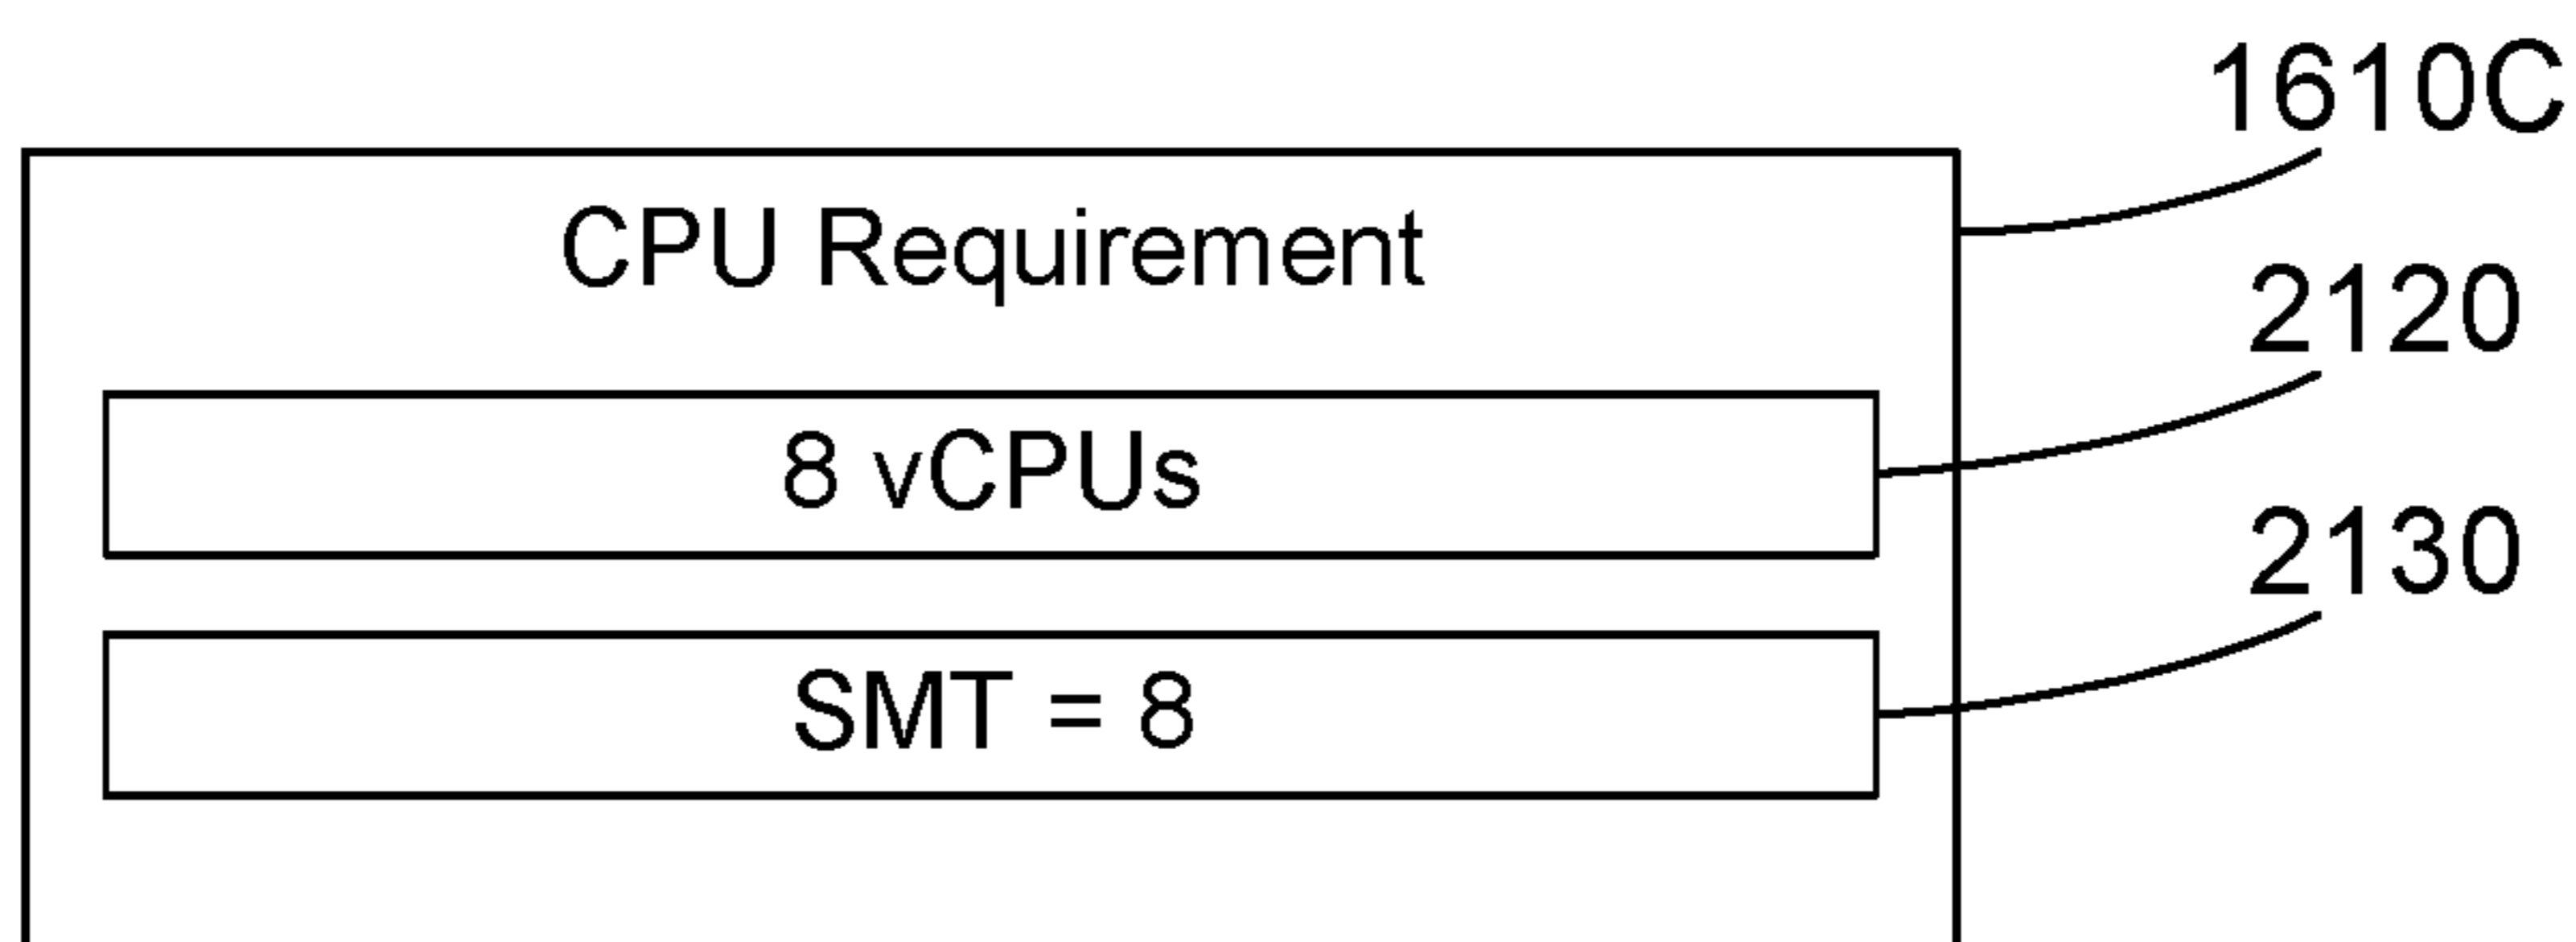 1610C
CPU Requirement
2120
8 vCPUs
2130
SMT = 8